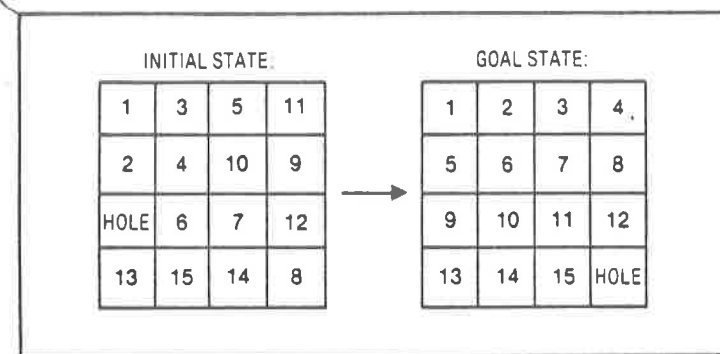 INITIAL STATE:
GOAL STATE:
1 3 5 11
2 4 10 9
HOLE 6 7 12
13 15 14 8
1 2 3 4
5 6 7 8
9 10 11 12
13 14 15 HOLE